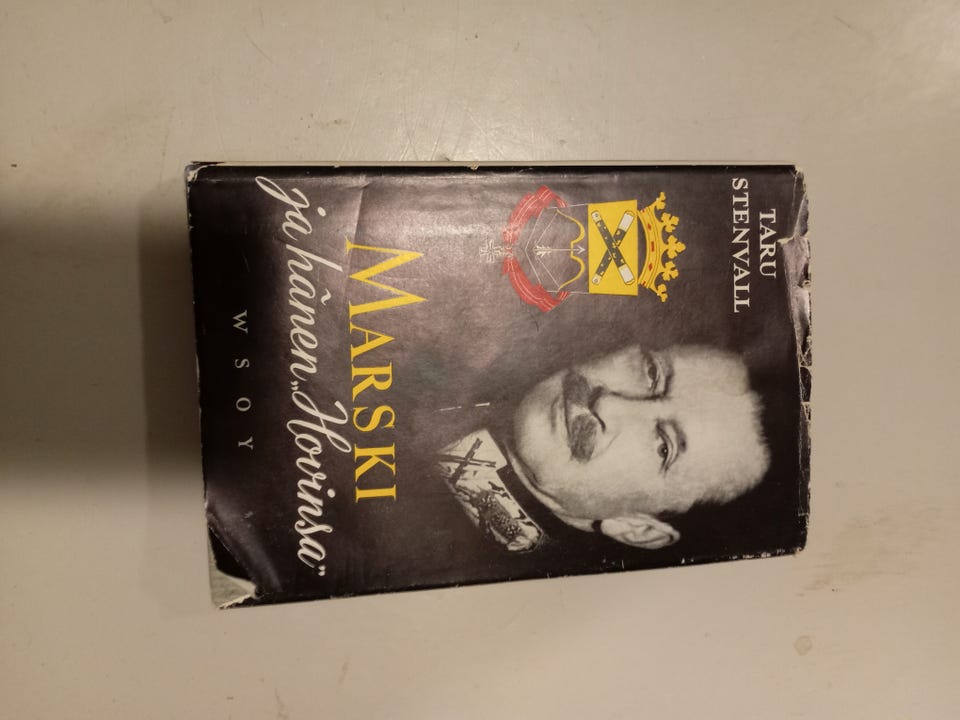 TARU
STENVALL
MARSKI
ja hänen „Hovinsa”
WSOY